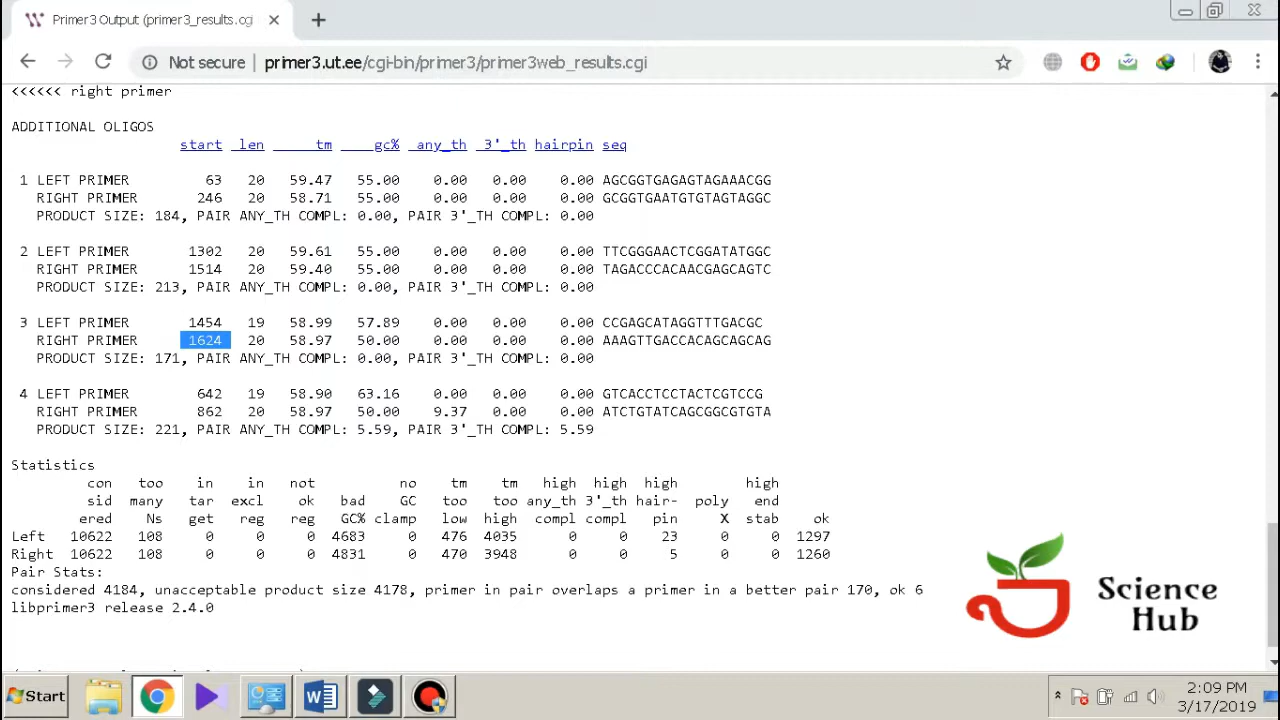 Primer3 Output (primer3_results.cgi
Not secure | primer3.ut.ee/cgi-bin/primer3/primer3web_results.cgi
<<<<<< right primer
ADDITIONAL OLIGOS
start len tm gc% any_th 3'_th hairpin seq
1 LEFT PRIMER 63 20 59.47 55.00 0.00 0.00 0.00 AGCGGTGAGAGTAGAAACGG
RIGHT PRIMER 246 20 58.71 55.00 0.00 0.00 0.00 GCGGTGAATGTGTAGTAGGC
PRODUCT SIZE: 184, PAIR ANY_TH COMPL: 0.00, PAIR 3'_TH COMPL: 0.00
2 LEFT PRIMER 1302 20 59.61 55.00 0.00 0.00 0.00 TTCGGGAACTCGGATATGGC
RIGHT PRIMER 1514 20 59.40 55.00 0.00 0.00 0.00 TAGACCCACAACGAGCAGTC
PRODUCT SIZE: 213, PAIR ANY_TH COMPL: 0.00, PAIR 3'_TH COMPL: 0.00
3 LEFT PRIMER 1454 19 58.99 57.89 0.00 0.00 0.00 CCGAGCATAGGTTTGACGC
RIGHT PRIMER 1624 20 58.97 50.00 0.00 0.00 0.00 AAAGTTGACCACAGCAGCAG
PRODUCT SIZE: 171, PAIR ANY_TH COMPL: 0.00, PAIR 3'_TH COMPL: 0.00
4 LEFT PRIMER 642 19 58.90 63.16 0.00 0.00 0.00 GTCACCTCCTACTCGTCCG
RIGHT PRIMER 862 20 58.97 50.00 9.37 0.00 0.00 ATCTGTATCAGCGGCGTGTA
PRODUCT SIZE: 221, PAIR ANY_TH COMPL: 5.59, PAIR 3'_TH COMPL: 5.59
Statistics
con too in in not no tm tm high high high high
sid many tar excl ok bad GC too too any_th 3'_th hair- poly end
ered Ns get reg reg GC% clamp low high compl compl pin X stab ok
Left 10622 108 0 0 0 4683 0 476 4035 0 0 23 0 0 1297
Right 10622 108 0 0 0 4831 0 470 3948 0 0 5 0 0 1260
Pair Stats:
considered 4184, unacceptable product size 4178, primer in pair overlaps a primer in a better pair 170, ok 6
libprimer3 release 2.4.0
Science
Hub
Start
2:09 PM
3/17/2019